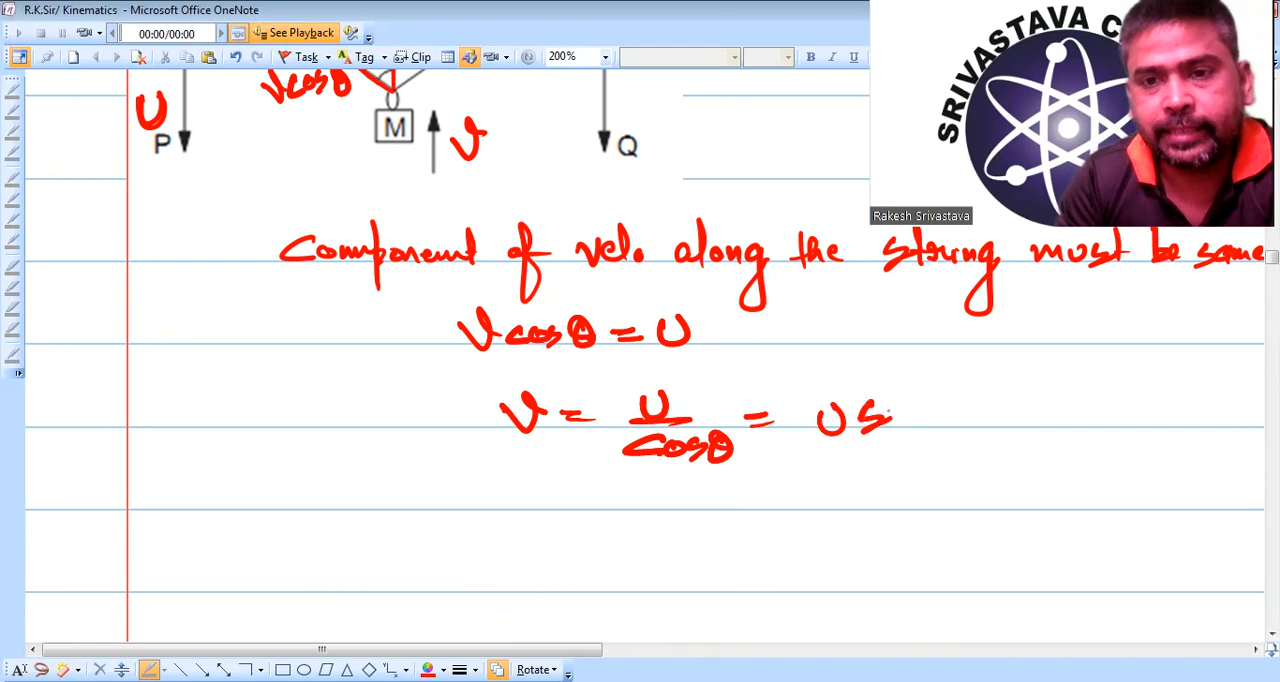 R.K.Sir/ Kinematics - Microsoft Office OneNote
00:00/00:00 See Playback
Task Tag Clip 200% B I U
SRIVASTAVA C
Rakesh Srivastava
vcosθ
U
P
M
v
Q
Component of velo along the string must be same
vcosθ = U
v = U/cosθ = U s
Rotate